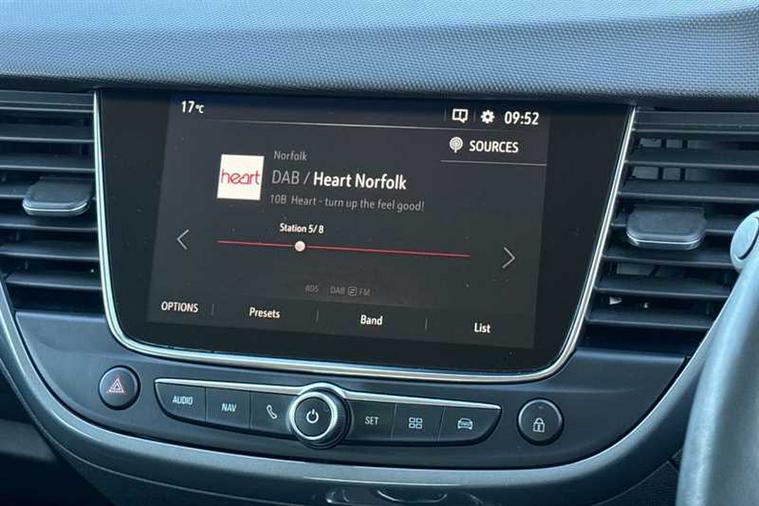 17°C 09:52
SOURCES
Norfolk
heart
DAB / Heart Norfolk
10B Heart - turn up the feel good!
Station 5/8
RDS DAB FM
OPTIONS Presets Band List
AUDIO NAV SET